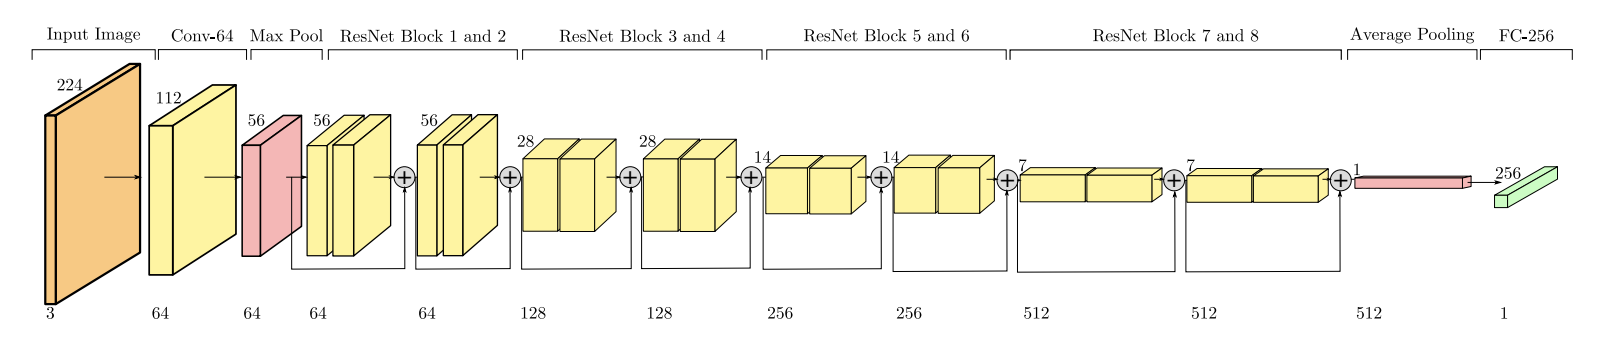 Input Image Conv-64 Max Pool ResNet Block 1 and 2 ResNet Block 3 and 4 ResNet Block 5 and 6 ResNet Block 7 and 8 Average Pooling FC-256
224 112 56 56 56 28 28 14 14 7 7 1 256
3 64 64 64 64 128 128 256 256 512 512 512 1